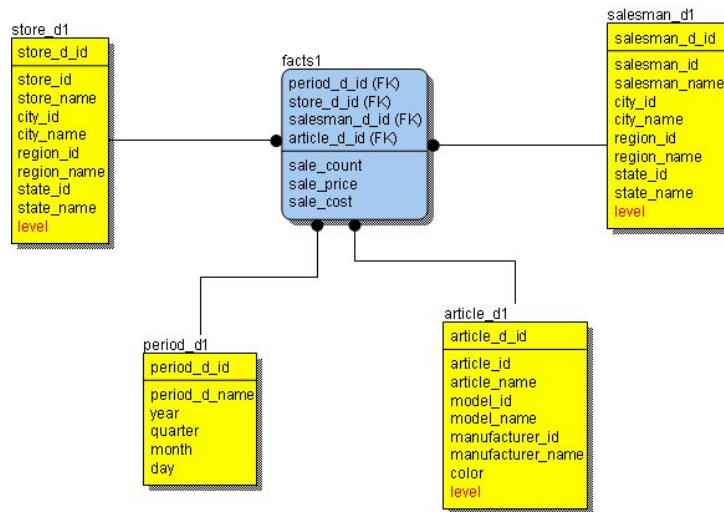 store_d1
store_d_id
store_id
store_name
city_id
city_name
region_id
region_name
state_id
state_name
level
facts1
period_d_id (FK)
store_d_id (FK)
salesman_d_id (FK)
article_d_id (FK)
sale_count
sale_price
sale_cost
salesman_d1
salesman_d_id
salesman_id
salesman_name
city_id
city_name
region_id
region_name
state_id
state_name
level
period_d1
period_d_id
period_d_name
year
quarter
month
day
article_d1
article_d_id
article_id
article_name
model_id
model_name
manufacturer_id
manufacturer_name
color
level